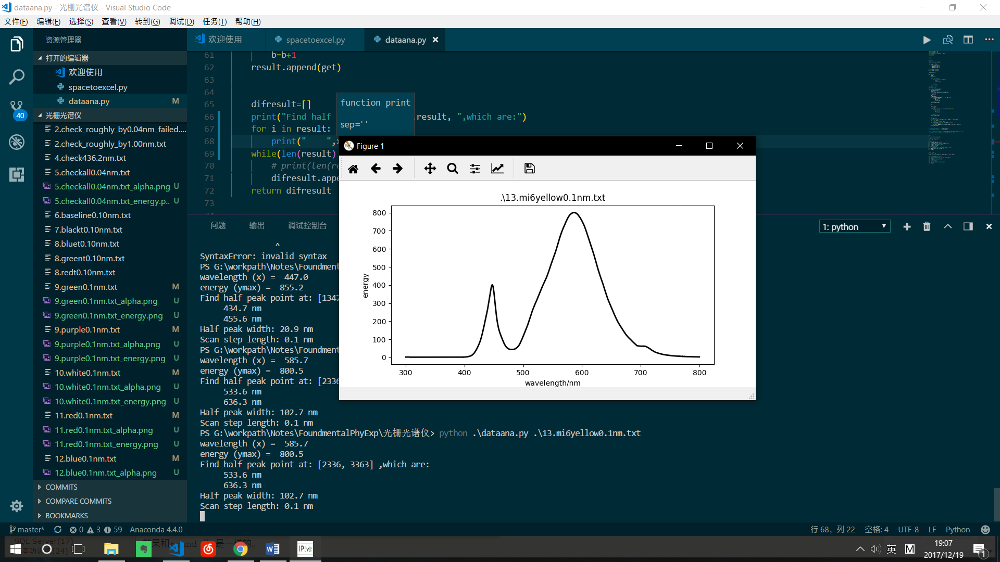 dataana.py - 光栅光谱仪 - Visual Studio Code
文件(F) 编辑(E) 选择(S) 查看(V) 转到(G) 调试(D) 任务(T) 帮助(H)
资源管理器
打开的编辑器
欢迎使用
spacetoexcel.py
dataana.py M
光栅光谱仪
2.check_roughly_by0.04nm_failed....
2.check_roughly_by1.00nm.txt
4.check436.2nm.txt
5.checkall0.04nm.txt
5.checkall0.04nm.txt_alpha.png U
5.checkall0.04nm.txt_energy.p.. U
6.baseline0.10nm.txt
7.blackt0.10nm.txt
8.bluet0.10nm.txt
8.greent0.10nm.txt
8.redt0.10nm.txt
9.green0.1nm.txt M
9.green0.1nm.txt_alpha.png U
9.green0.1nm.txt_energy.png U
9.purple0.1nm.txt M
9.purple0.1nm.txt_alpha.png U
9.purple0.1nm.txt_energy.png U
10.white0.1nm.txt M
10.white0.1nm.txt_alpha.png U
10.white0.1nm.txt_energy.png U
11.red0.1nm.txt M
11.red0.1nm.txt_alpha.png U
11.red0.1nm.txt_energy.png U
12.blue0.1nm.txt M
12.blue0.1nm.txt_alpha.png U
COMMITS
COMPARE COMMITS
BOOKMARKS
40
欢迎使用 spacetoexcel.py dataana.py
61 b=b+1
62 result.append(get)
63
64
65 difresult=[]
66 print("Find half ,result, ",which are:")
67 for i in result:
68 print("    ",
69 while(len(result)
70 # print(len(re
71 difresult.appe
72 return difresult
73
function print
sep=''
问题 输出 调试控制台
1: python
^
SyntaxError: invalid syntax
PS G:\workpath\Notes\Foundment
wavelength (x) =  447.0
energy (ymax) =  855.2
Find half peak point at: [1347
434.7 nm
455.6 nm
Half peak width: 20.9 nm
Scan step length: 0.1 nm
PS G:\workpath\Notes\Foundment
wavelength (x) =  585.7
energy (ymax) =  800.5
Find half peak point at: [2336
533.6 nm
636.3 nm
Half peak width: 102.7 nm
Scan step length: 0.1 nm
PS G:\workpath\Notes\FoundmentalPhyExp\光栅光谱仪> python .\dataana.py .\13.mi6yellow0.1nm.txt
wavelength (x) =  585.7
energy (ymax) =  800.5
Find half peak point at: [2336, 3363] ,which are:
533.6 nm
636.3 nm
Half peak width: 102.7 nm
Scan step length: 0.1 nm
Figure 1
.\13.mi6yellow0.1nm.txt
800
700
600
500
400
300
200
100
0
energy
300 400 500 600 700 800
wavelength/nm
master* 0 3 59 Anaconda 4.4.0
行 68，列 22 空格: 4 UTF-8 LF Python
SQL Server(17)
是一样的。
IP[y]:
英 M
19:07
2017/12/19
1